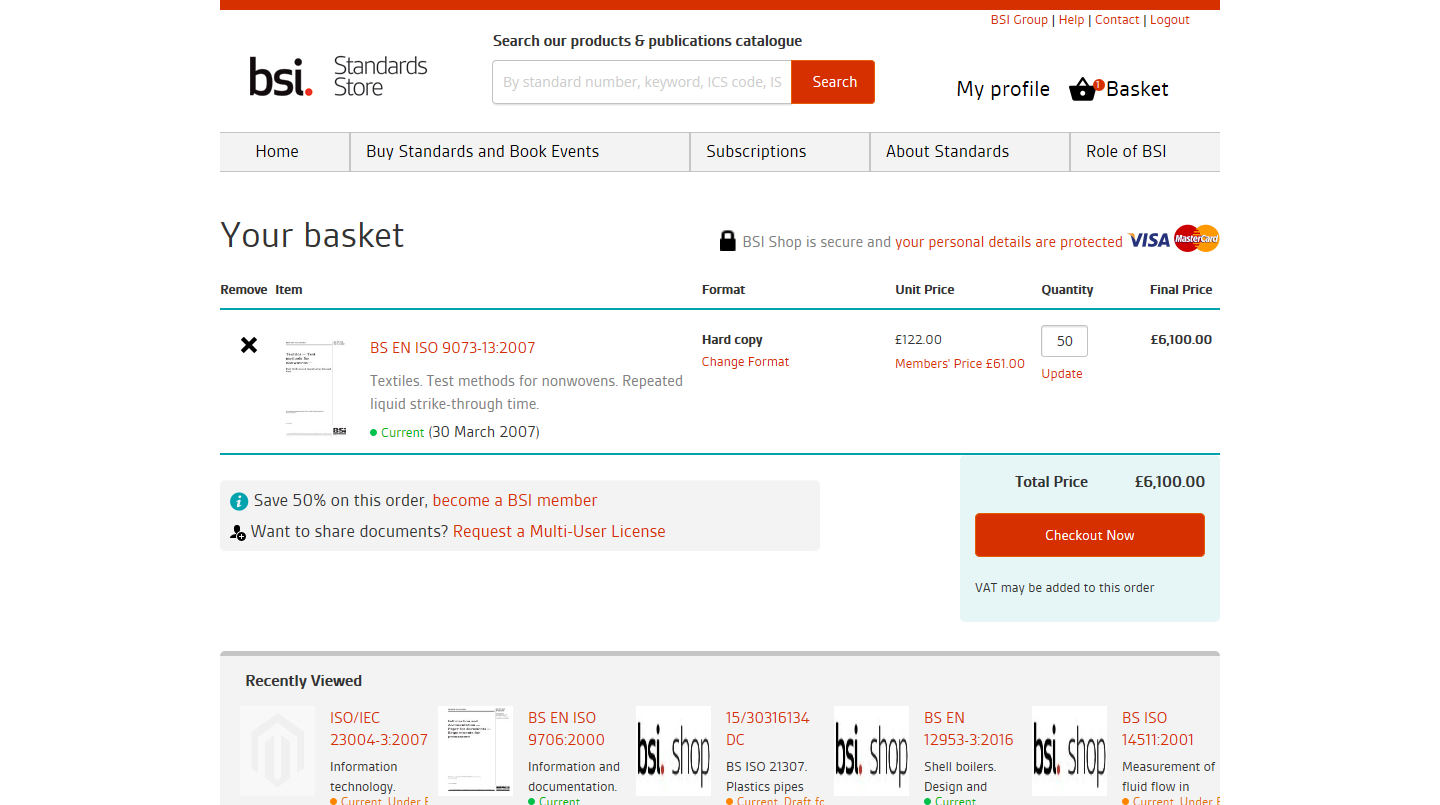 BSI Group | Help | Contact | Logout
Search our products & publications catalogue
bsi. Standards Store
By standard number, keyword, ICS code, IS
Search
My profile
1
Basket
Home
Buy Standards and Book Events
Subscriptions
About Standards
Role of BSI
Your basket
BSI Shop is secure and your personal details are protected
VISA
MasterCard
Remove Item Format Unit Price Quantity Final Price
BS EN ISO 9073-13:2007
Textiles. Test methods for nonwovens. Repeated
liquid strike-through time.
Current (30 March 2007)
Hard copy
Change Format
£122.00
Members' Price £61.00
50
Update
£6,100.00
Save 50% on this order, become a BSI member
Want to share documents? Request a Multi-User License
Total Price £6,100.00
Checkout Now
VAT may be added to this order
Recently Viewed
ISO/IEC
23004-3:2007
Information
technology.
Current, Under
BS EN ISO
9706:2000
Information and
documentation.
Current
bsi. shop
15/30316134
DC
BS ISO 21307.
Plastics pipes
Current, Draft fo
bsi. shop
BS EN
12953-3:2016
Shell boilers.
Design and
Current
bsi. shop
BS ISO
14511:2001
Measurement of
fluid flow in
Current, Under